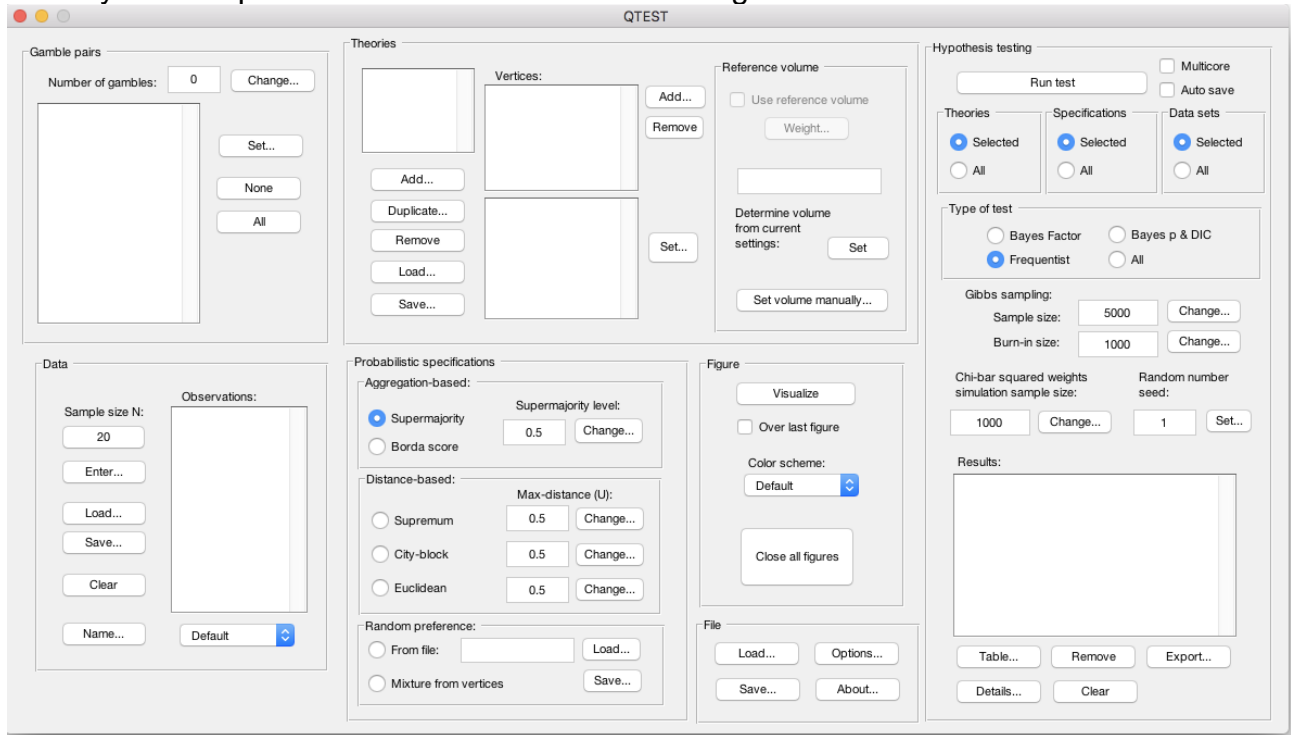 QTEST
Gamble pairs
Number of gambles: 0 Change...
Set...
None
All
Theories
Vertices:
Add...
Remove
Add...
Duplicate...
Remove
Load...
Save...
Set...
Reference volume
Use reference volume
Weight...
Determine volume
from current
settings: Set
Set volume manually...
Hypothesis testing
Run test
Multicore
Auto save
Theories
Selected
All
Specifications
Selected
All
Data sets
Selected
All
Type of test
Bayes Factor Bayes p & DIC
Frequentist All
Gibbs sampling:
Sample size: 5000 Change...
Burn-in size: 1000 Change...
Chi-bar squared weights
simulation sample size:
1000 Change...
Random number
seed:
1 Set...
Results:
Table... Remove Export...
Details... Clear
Data
Sample size N:
20
Enter...
Load...
Save...
Clear
Name...
Observations:
Default
Probabilistic specifications
Aggregation-based:
Supermajority
Borda score
Supermajority level:
0.5 Change...
Distance-based:
Max-distance (U):
Supremum 0.5 Change...
City-block 0.5 Change...
Euclidean 0.5 Change...
Random preference:
From file: Load...
Mixture from vertices Save...
Figure
Visualize
Over last figure
Color scheme:
Default
Close all figures
File
Load... Options...
Save... About...